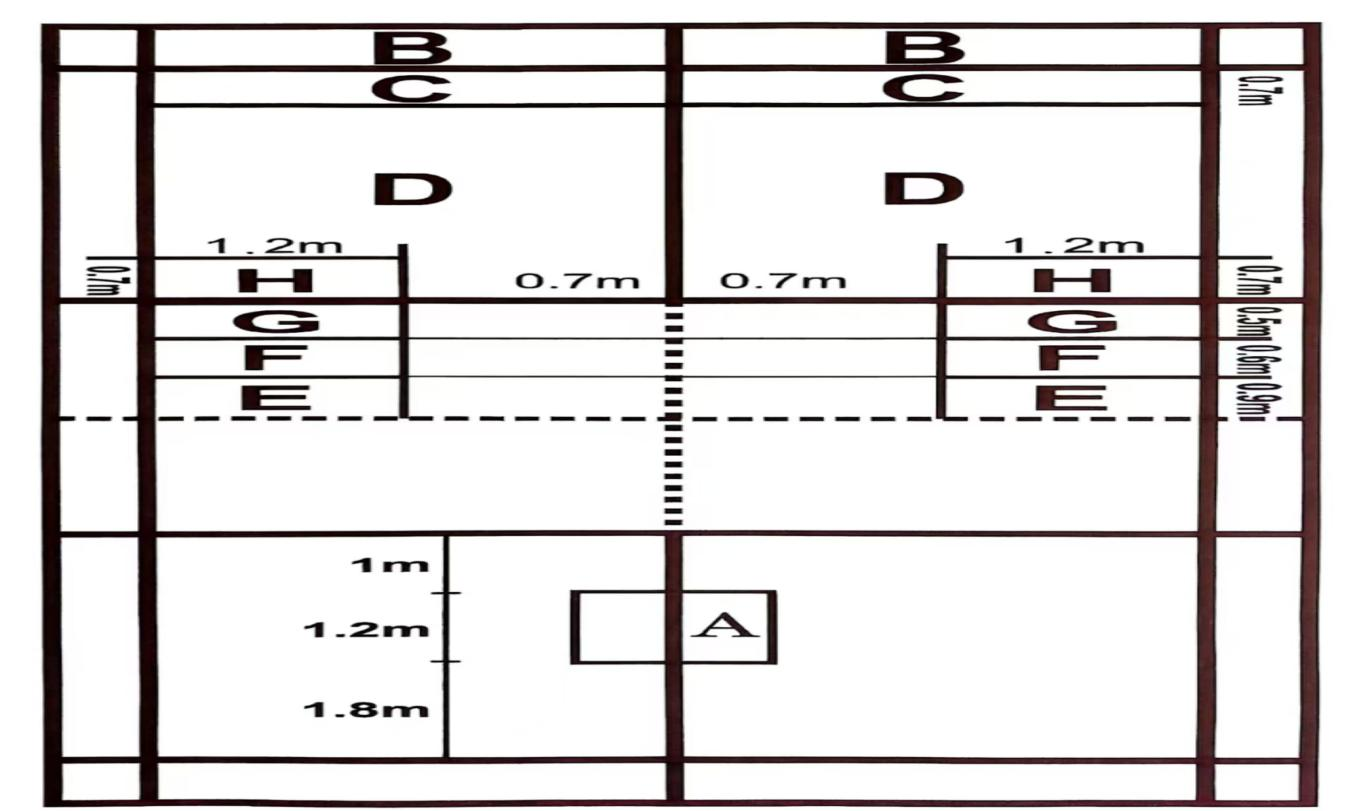 B B
C C
0.7m
D D
1.2m 1.2m
0.7m H 0.7m 0.7m H 0.7m
G G 0.5m
F F 0.6m
E E 0.9m
1m
1.2m A
1.8m